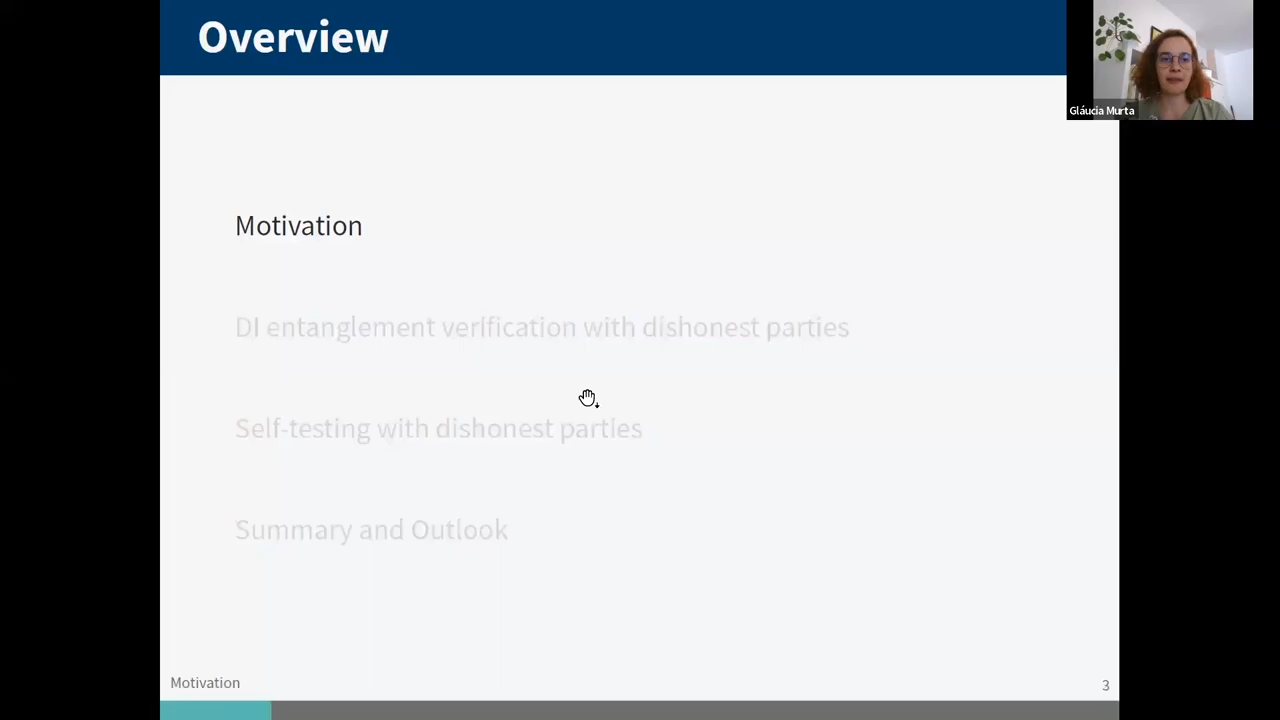 Overview
Gláucia Murta
Motivation
DI entanglement verification with dishonest parties
Self-testing with dishonest parties
Summary and Outlook
Motivation
3